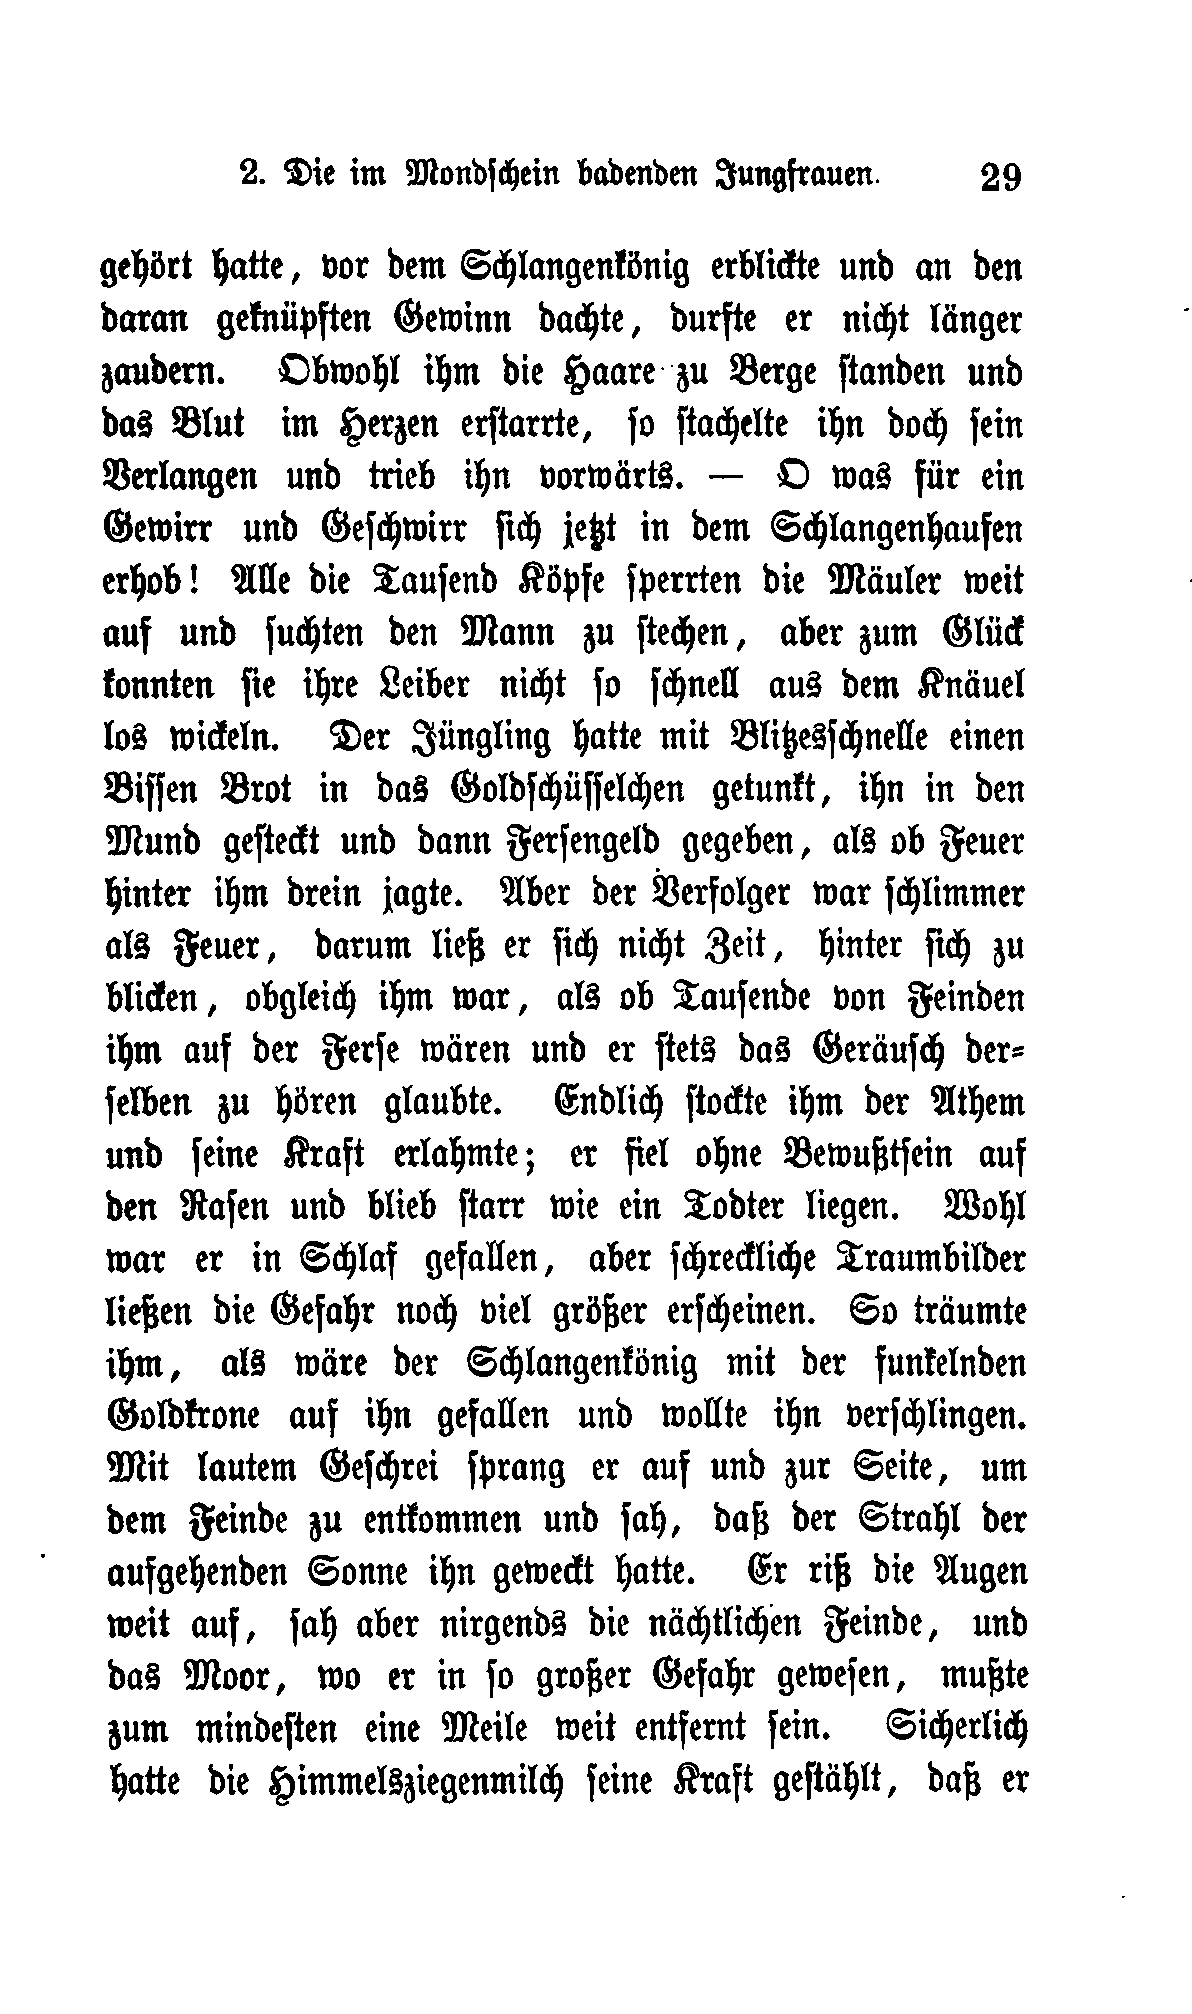 2. Die im Mondschein badenden Jungfrauen. 29
gehört hatte, vor dem Schlangenkönig erblickte und an den
daran geknüpften Gewinn dachte, durfte er nicht länger
zaudern. Obwohl ihm die Haare zu Berge standen und
das Blut im Herzen erstarrte, so stachelte ihn doch sein
Verlangen und trieb ihn vorwärts. — O was für ein
Gewirr und Geschwirr sich jetzt in dem Schlangenhaufen
erhob! Alle die Tausend Köpfe sperrten die Mäuler weit
auf und suchten den Mann zu stechen, aber zum Glück
konnten sie ihre Leiber nicht so schnell aus dem Knäuel
los wickeln. Der Jüngling hatte mit Blitzesschnelle einen
Bissen Brot in das Goldschüsselchen getunkt, ihn in den
Mund gesteckt und dann Fersengeld gegeben, als ob Feuer
hinter ihm drein jagte. Aber der Verfolger war schlimmer
als Feuer, darum ließ er sich nicht Zeit, hinter sich zu
blicken, obgleich ihm war, als ob Tausende von Feinden
ihm auf der Ferse wären und er stets das Geräusch der-
selben zu hören glaubte. Endlich stockte ihm der Athem
und seine Kraft erlahmte; er fiel ohne Bewußtsein auf
den Rasen und blieb starr wie ein Todter liegen. Wohl
war er in Schlaf gefallen, aber schreckliche Traumbilder
ließen die Gefahr noch viel größer erscheinen. So träumte
ihm, als wäre der Schlangenkönig mit der funkelnden
Goldkrone auf ihn gefallen und wollte ihn verschlingen.
Mit lautem Geschrei sprang er auf und zur Seite, um
dem Feinde zu entkommen und sah, daß der Strahl der
aufgehenden Sonne ihn geweckt hatte. Er riß die Augen
weit auf, sah aber nirgends die nächtlichen Feinde, und
das Moor, wo er in so großer Gefahr gewesen, mußte
zum mindesten eine Meile weit entfernt sein. Sicherlich
hatte die Himmelsziegenmilch seine Kraft gestählt, daß er